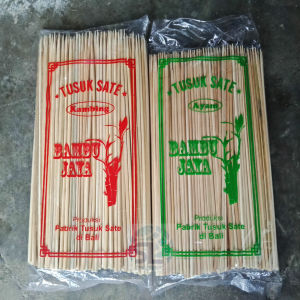 TUSUK SATE
Kambing
BAMBU
JAYA
Produksi
Pabrik Tusuk Sate
di Bali
TUSUK SATE
Ayam
BAMBU
JAYA
Produksi
Pabrik Tusuk Sate
di Bali